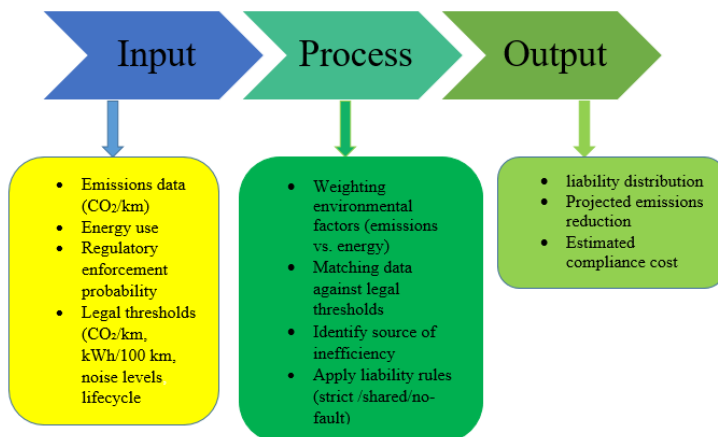 Input
Process
Output
• Emissions data
(CO₂/km)
• Energy use
• Regulatory
enforcement
probability
• Legal thresholds
(CO₂/km,
kWh/100 km,
noise levels
lifecycle
• Weighting
environmental
factors (emissions
vs. energy)
• Matching data
against legal
thresholds
• Identify source of
inefficiency
• Apply liability rules
(strict /shared/no-
fault)
• liability distribution
• Projected emissions
reduction
• Estimated
compliance cost